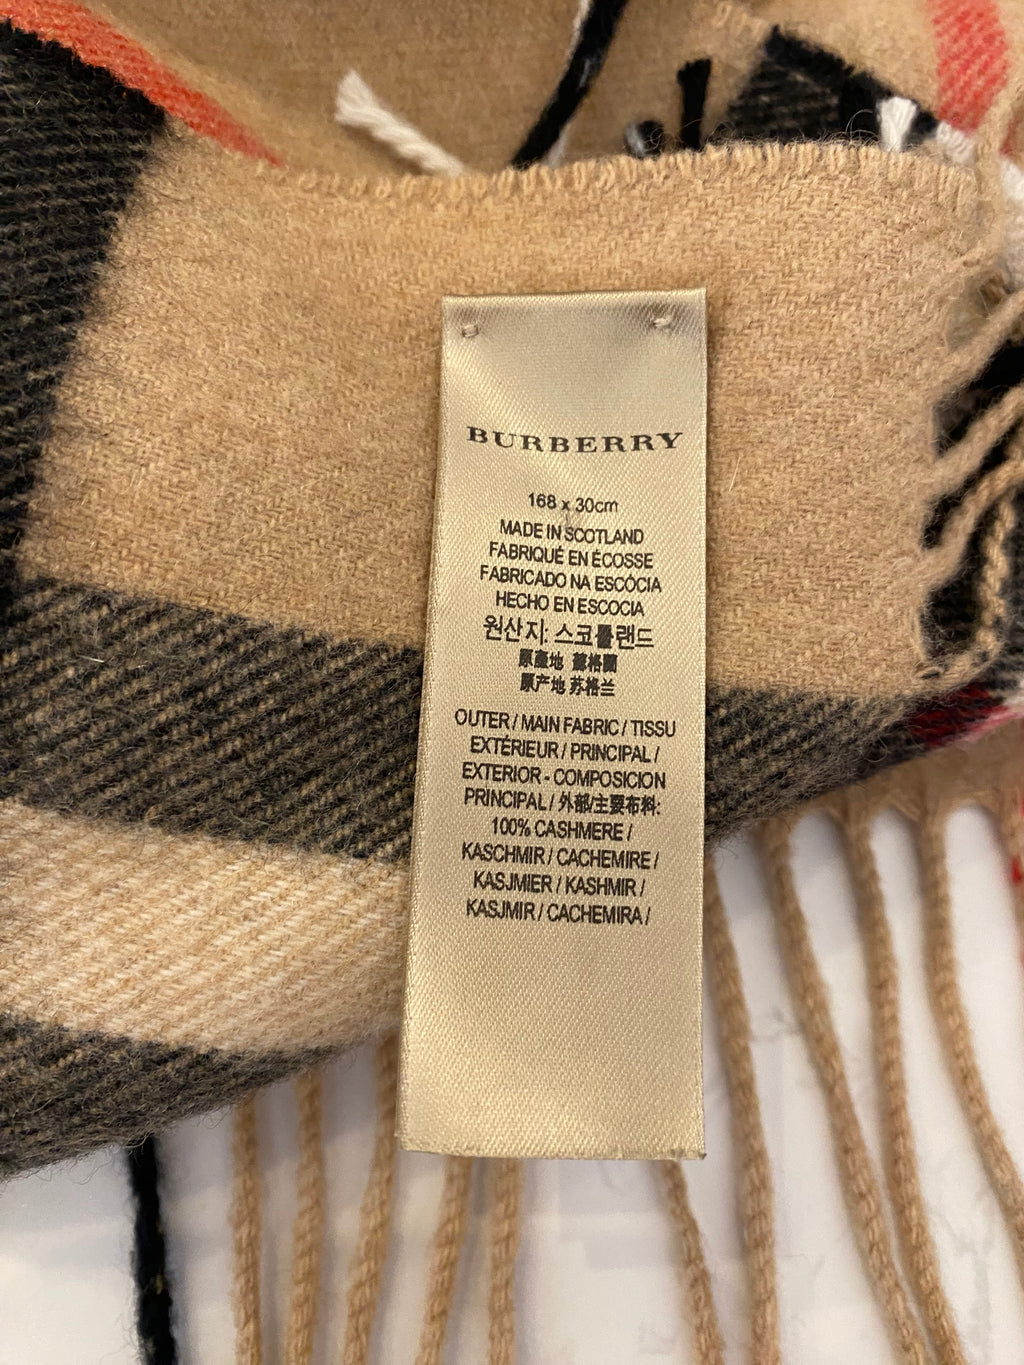 BURBERRY
168 x 30cm
MADE IN SCOTLAND
FABRIQUÉ EN ÉCOSSE
FABRICADO NA ESCÓCIA
HECHO EN ESCOCIA
원산지: 스코틀랜드
原產地 蘇格蘭
原产地 苏格兰
OUTER / MAIN FABRIC / TISSU
EXTÉRIEUR / PRINCIPAL /
EXTERIOR - COMPOSICION
PRINCIPAL / 外部/主要布料:
100% CASHMERE /
KASCHMIR / CACHEMIRE /
KASJMIER / KASHMIR /
KASJMIR / CACHEMIRA /